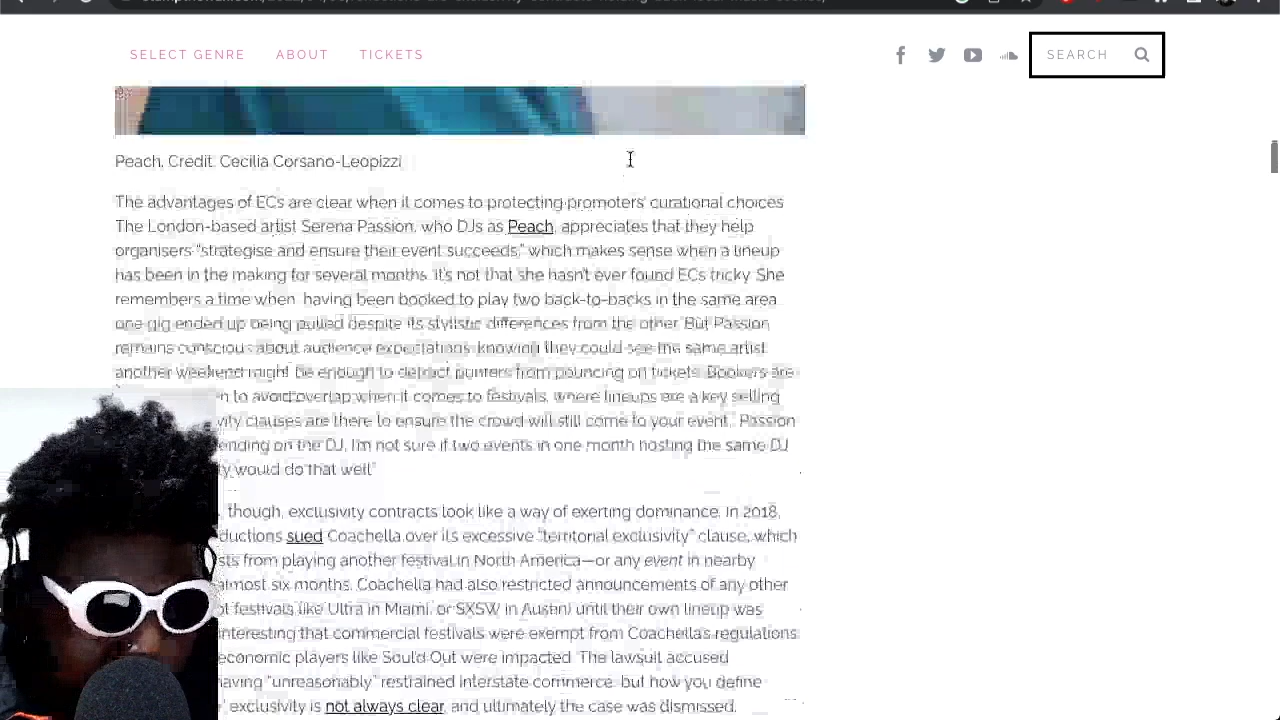 SELECT GENRE ABOUT TICKETS SEARCH
Peach. Credit: Cecilia Corsano-Leopizzi
The advantages of ECs are clear when it comes to protecting promoters' curational choices
The London-based artist Serena Passion, who DJs as Peach, appreciates that they help
organisers "strategise and ensure their event succeeds," which makes sense when a lineup
has been in the making for several months. It's not that she hasn't ever found ECs tricky. She
remembers a time when, having been booked to play two back-to-backs in the same area
one gig ended up being pulled despite its stylistic differences from the other. But Passion
remains conscious about audience expectations, knowing they could see the same artist
another weekend might be enough to detract punters from pouncing on tickets. Bookers are
n to avoid overlap when it comes to festivals, where lineups are a key selling
vity clauses are there to ensure the crowd will still come to your event," Passion
ending on the DJ, I'm not sure if two events in one month hosting the same DJ
y would do that well."
, though, exclusivity contracts look like a way of exerting dominance. In 2018,
ductions sued Coachella over its excessive "territorial exclusivity" clause, which
sts from playing another festival in North America—or any event in nearby
almost six months. Coachella had also restricted announcements of any other
festivals like Ultra in Miami, or SXSW in Austin) until their own lineup was
interesting that commercial festivals were exempt from Coachella's regulations
economic players like Soul'd Out were impacted. The lawsuit accused
having "unreasonably" restrained interstate commerce, but how you define
exclusivity is not always clear, and ultimately the case was dismissed.